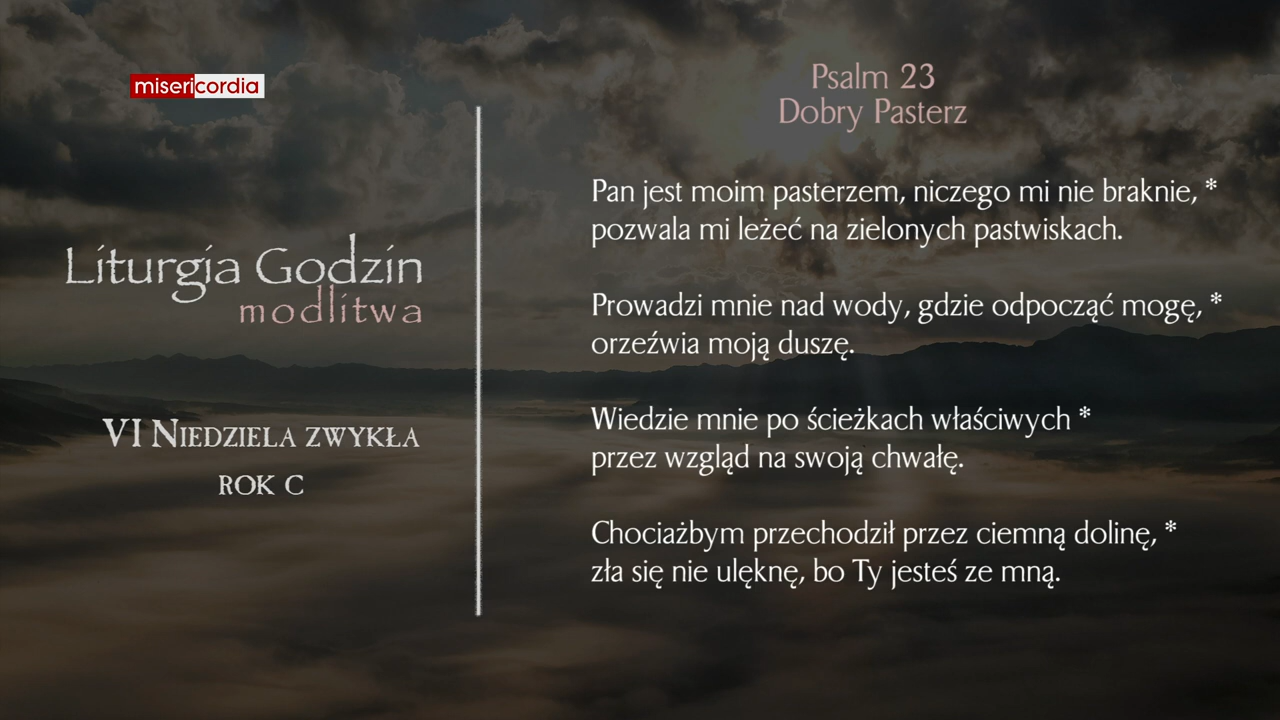 misericordia
Liturgia Godzin
modlitwa
VI Niedziela zwykła
rok C
Psalm 23
Dobry Pasterz
Pan jest moim pasterzem, niczego mi nie braknie, *
pozwala mi leżeć na zielonych pastwiskach.
Prowadzi mnie nad wody, gdzie odpocząć mogę, *
orzeźwia moją duszę.
Wiedzie mnie po ścieżkach właściwych *
przez wzgląd na swoją chwałę.
Chociażbym przechodził przez ciemną dolinę, *
zła się nie ulęknę, bo Ty jesteś ze mną.